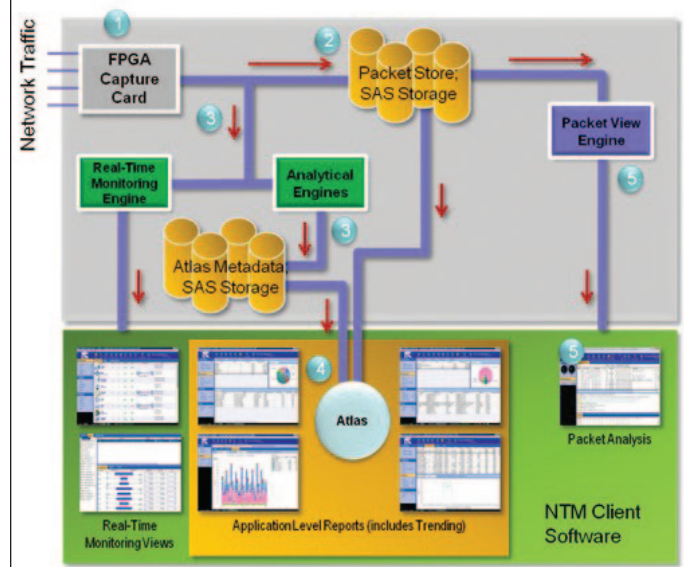 Network Traffic
1
FPGA
Capture
Card
2
Packet Store;
SAS Storage
3
Packet View
Engine
5
Real-Time
Monitoring
Engine
Analytical
Engines
3
Atlas Metadata;
SAS Storage
4
Atlas
5
Packet Analysis
Real-Time
Monitoring Views
Application Level Reports (includes Trending)
NTM Client
Software